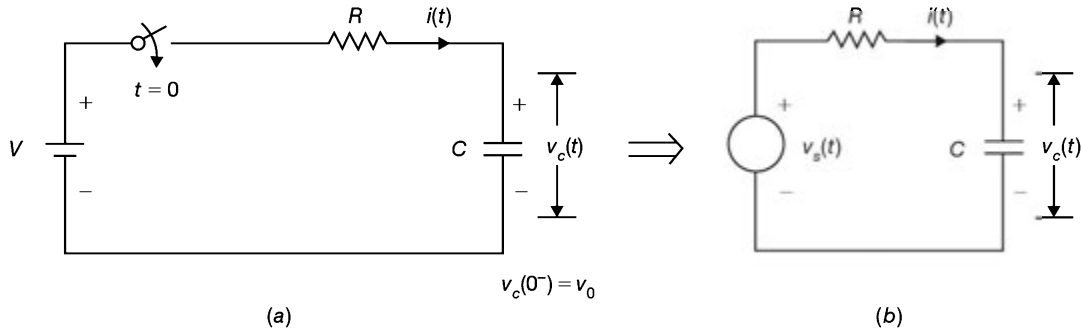 R i(t)
t = 0
+ +
V C v_c(t)
− −
v_c(0⁻) = v_0
(a)
R i(t)
+ +
v_s(t) C v_c(t)
− −
(b)